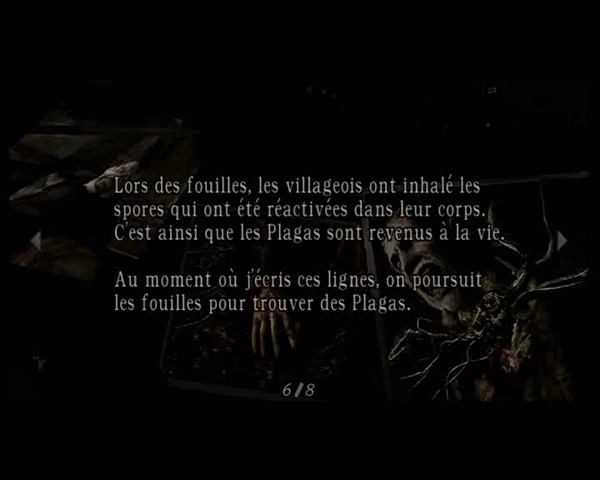 Lors des fouilles, les villageois ont inhalé les
spores qui ont été réactivées dans leur corps.
C'est ainsi que les Plagas sont revenus à la vie.
Au moment où j'écris ces lignes, on poursuit
les fouilles pour trouver des Plagas.
6/8